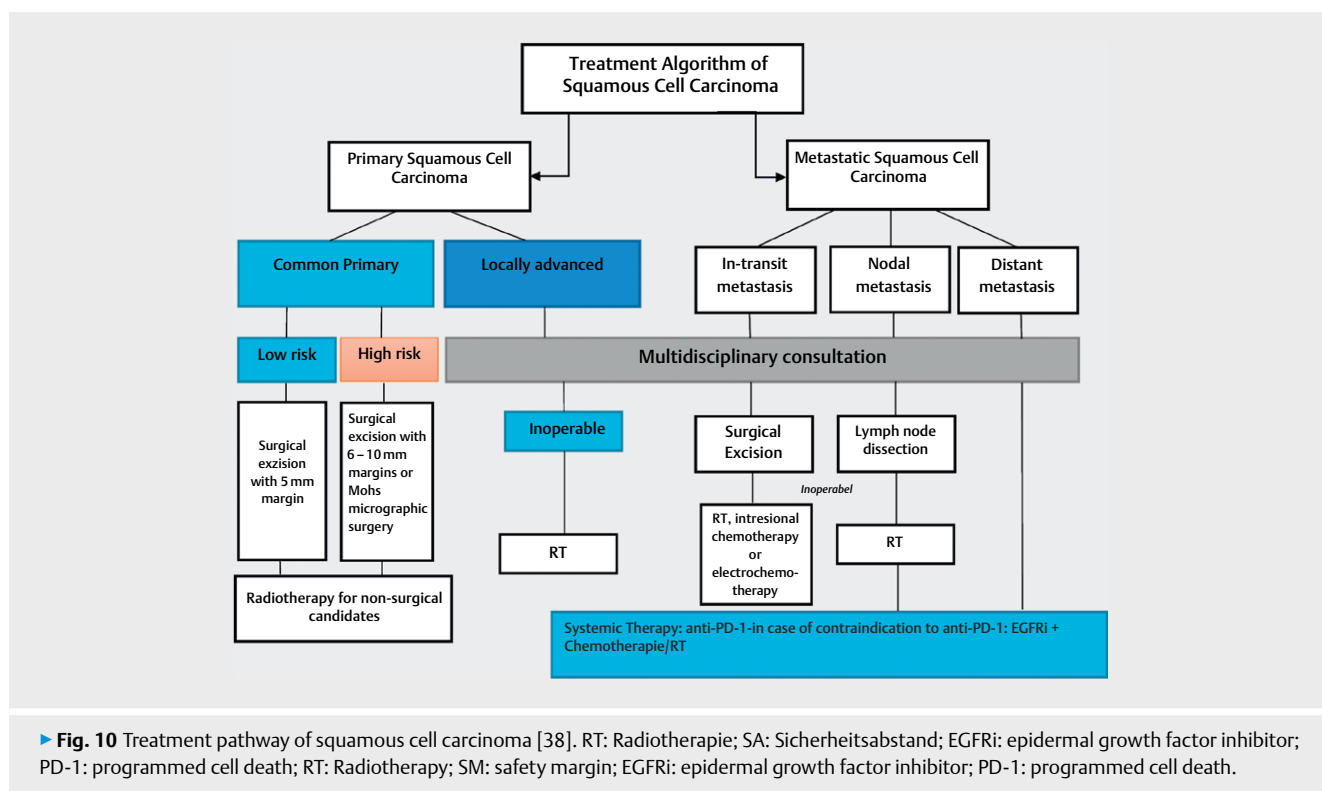 Treatment Algorithm of
Squamous Cell Carcinoma
Primary Squamous Cell
Carcinoma
Metastatic Squamous Cell
Carcinoma
Common Primary
Locally advanced
In-transit
metastasis
Nodal
metastasis
Distant
metastasis
Low risk
High risk
Multidisciplinary consultation
Surgical
exzision
with 5 mm
margin
Surgical
excision with
6 – 10 mm
margins or
Mohs
micrographic
surgery
Inoperable
Surgical
Excision
Lymph node
dissection
Inoperabel
RT
RT, intresional
chemotherapy
or
electrochemo-
therapy
RT
Radiotherapy for non-surgical
candidates
Systemic Therapy: anti-PD-1-in case of contraindication to anti-PD-1: EGFRi +
Chemotherapie/RT
► Fig. 10 Treatment pathway of squamous cell carcinoma [38]. RT: Radiotherapie; SA: Sicherheitsabstand; EGFRi: epidermal growth factor inhibitor;
PD-1: programmed cell death; RT: Radiotherapy; SM: safety margin; EGFRi: epidermal growth factor inhibitor; PD-1: programmed cell death.